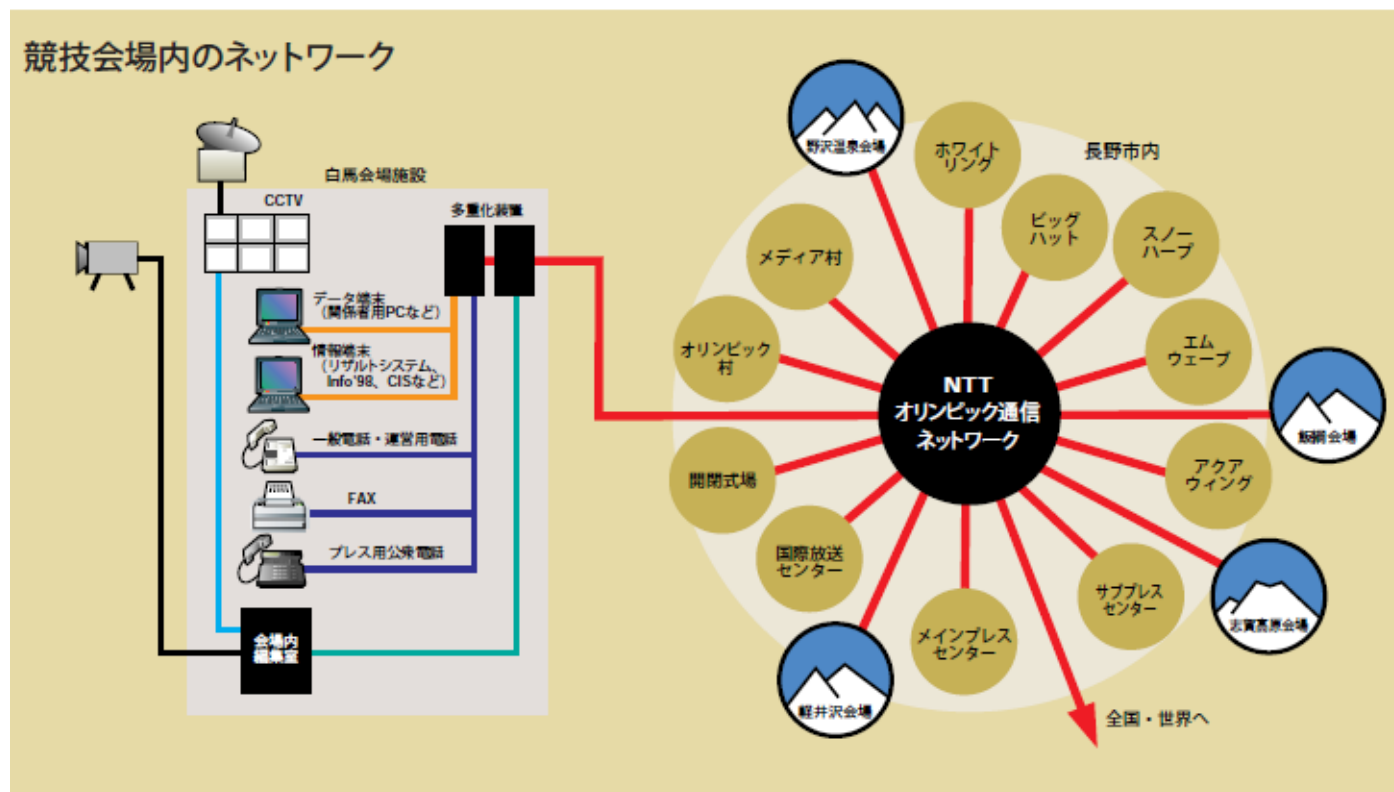 競技会場内のネットワーク
白馬会場施設
CCTV
多重化装置
データ端末
（関係者用PCなど）
情報端末
（リザルトシステム、
Info'98、CISなど）
一般電話・運営用電話
FAX
プレス用公衆電話
会場内
編集室
長野市内
野沢温泉会場
ホワイト
リング
ビッグ
ハット
スノー
ハープ
メディア村
エム
ウェーブ
オリンピック
村
NTT
オリンピック通信
ネットワーク
飯綱会場
アクア
ウィング
開閉式場
国際放送
センター
サブプレス
センター
志賀高原会場
メインプレス
センター
軽井沢会場
全国・世界へ